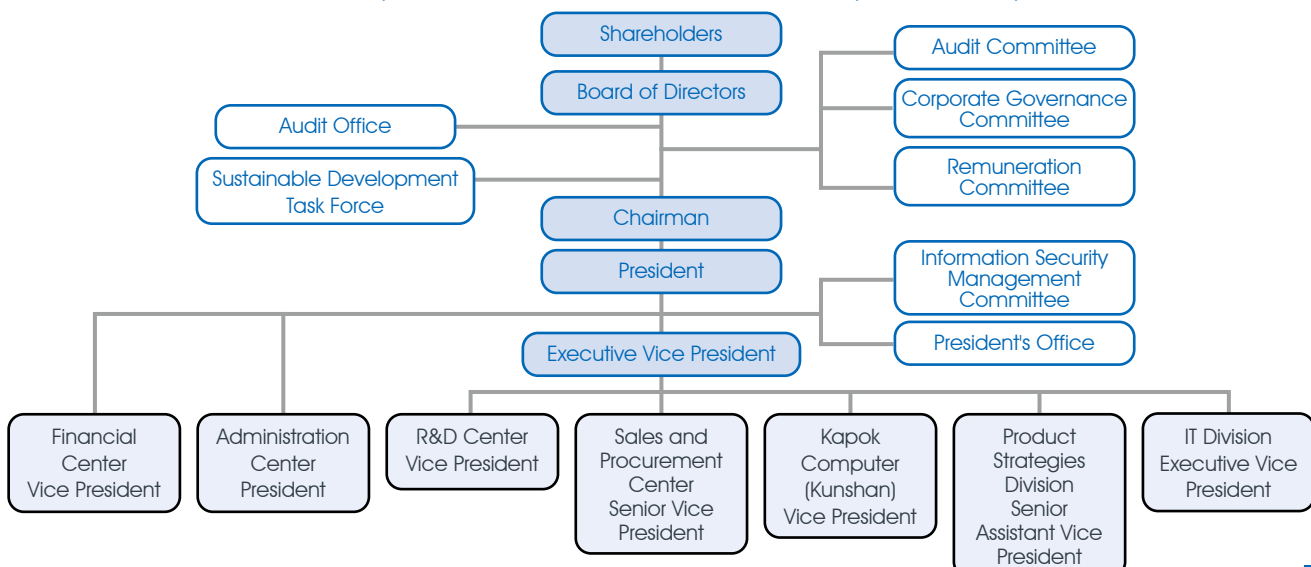 Shareholders
Board of Directors
Audit Office
Sustainable Development
Task Force
Audit Committee
Corporate Governance
Committee
Remuneration
Committee
Chairman
President
Information Security
Management
Committee
President's Office
Executive Vice President
Financial
Center
Vice President
Administration
Center
President
R&D Center
Vice President
Sales and
Procurement
Center
Senior Vice
President
Kapok
Computer
(Kunshan)
Vice President
Product
Strategies
Division
Senior
Assistant Vice
President
IT Division
Executive Vice
President